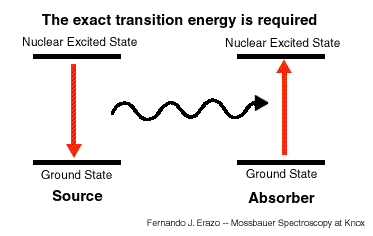 The exact transition energy is required
Nuclear Excited State
Nuclear Excited State
Ground State
Ground State
Source
Absorber
Fernando J. Erazo -- Mossbauer Spectroscopy at Knox